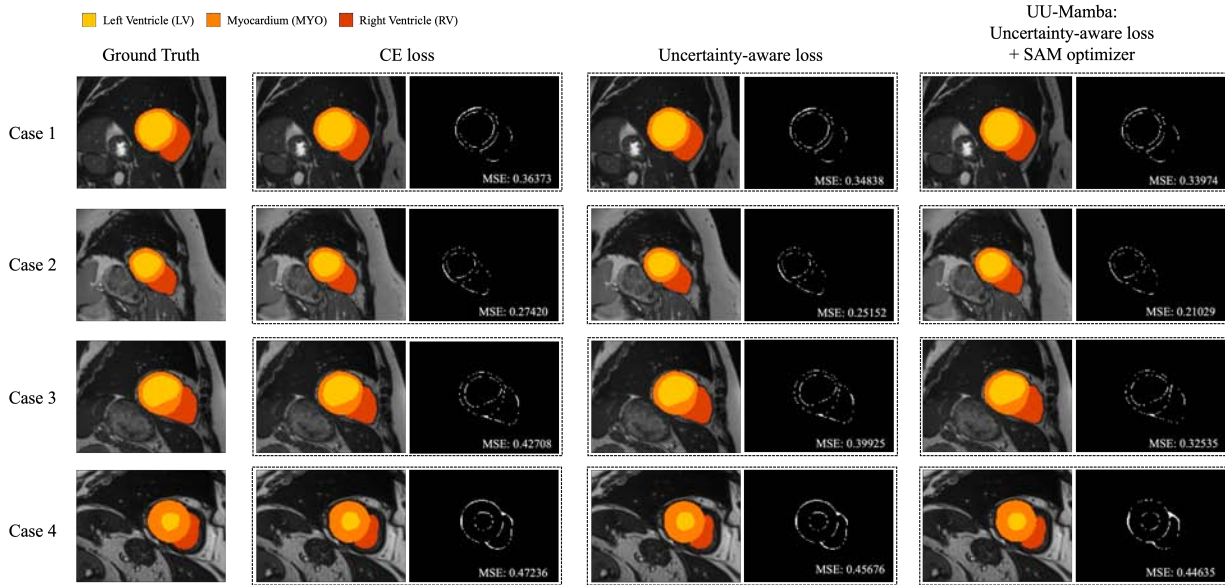 Left Ventricle (LV) Myocardium (MYO) Right Ventricle (RV)
UU-Mamba:
Uncertainty-aware loss
+ SAM optimizer
Ground Truth CE loss Uncertainty-aware loss
Case 1
MSE: 0.36373 MSE: 0.34838 MSE: 0.33974
Case 2
MSE: 0.27420 MSE: 0.25152 MSE: 0.21029
Case 3
MSE: 0.42708 MSE: 0.39925 MSE: 0.32535
Case 4
MSE: 0.47236 MSE: 0.45676 MSE: 0.44635